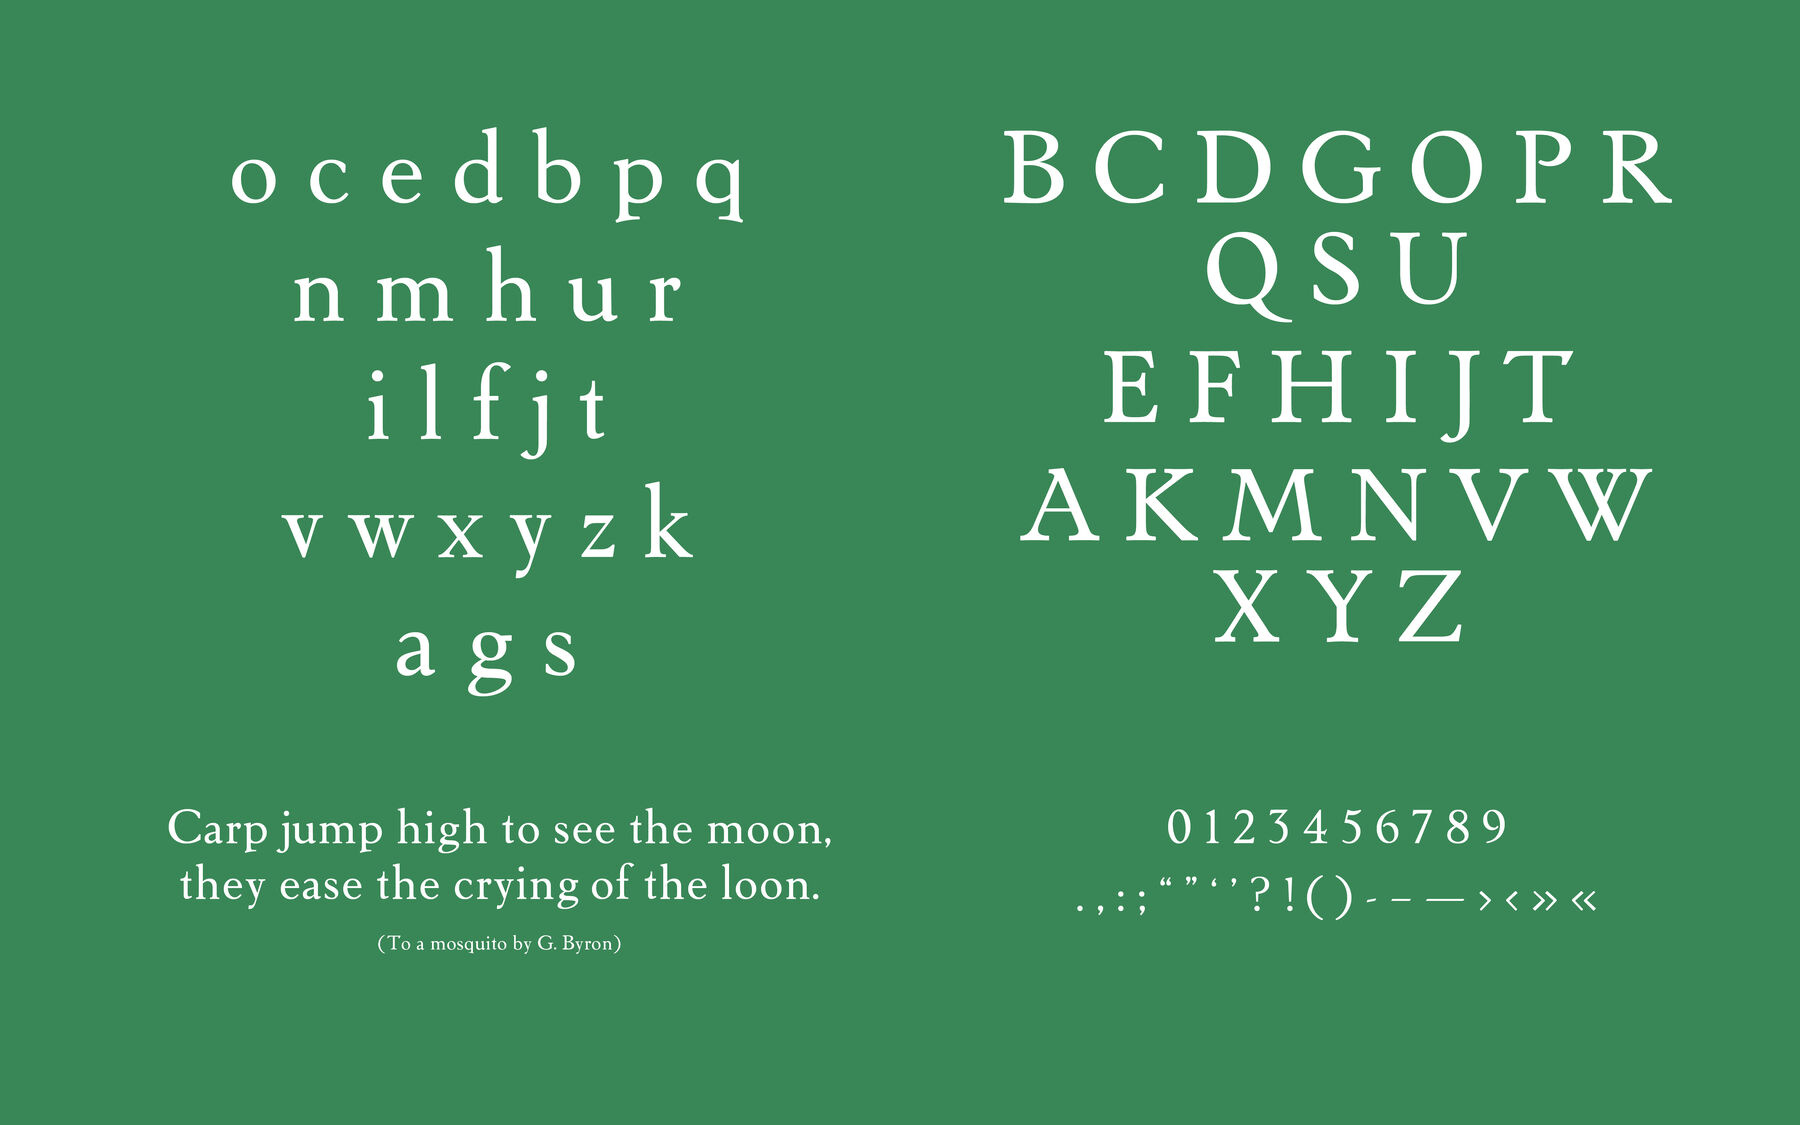 o c e d b p q
n m h u r
i l f j t
v w x y z k
a g s
Carp jump high to see the moon,
they ease the crying of the loon.
(To a mosquito by G. Byron)
B C D G O P R
Q S U
E F H I J T
A K M N V W
X Y Z
0 1 2 3 4 5 6 7 8 9
. , : ; “ ” ‘ ’ ? ! ( ) - – — › ‹ » «